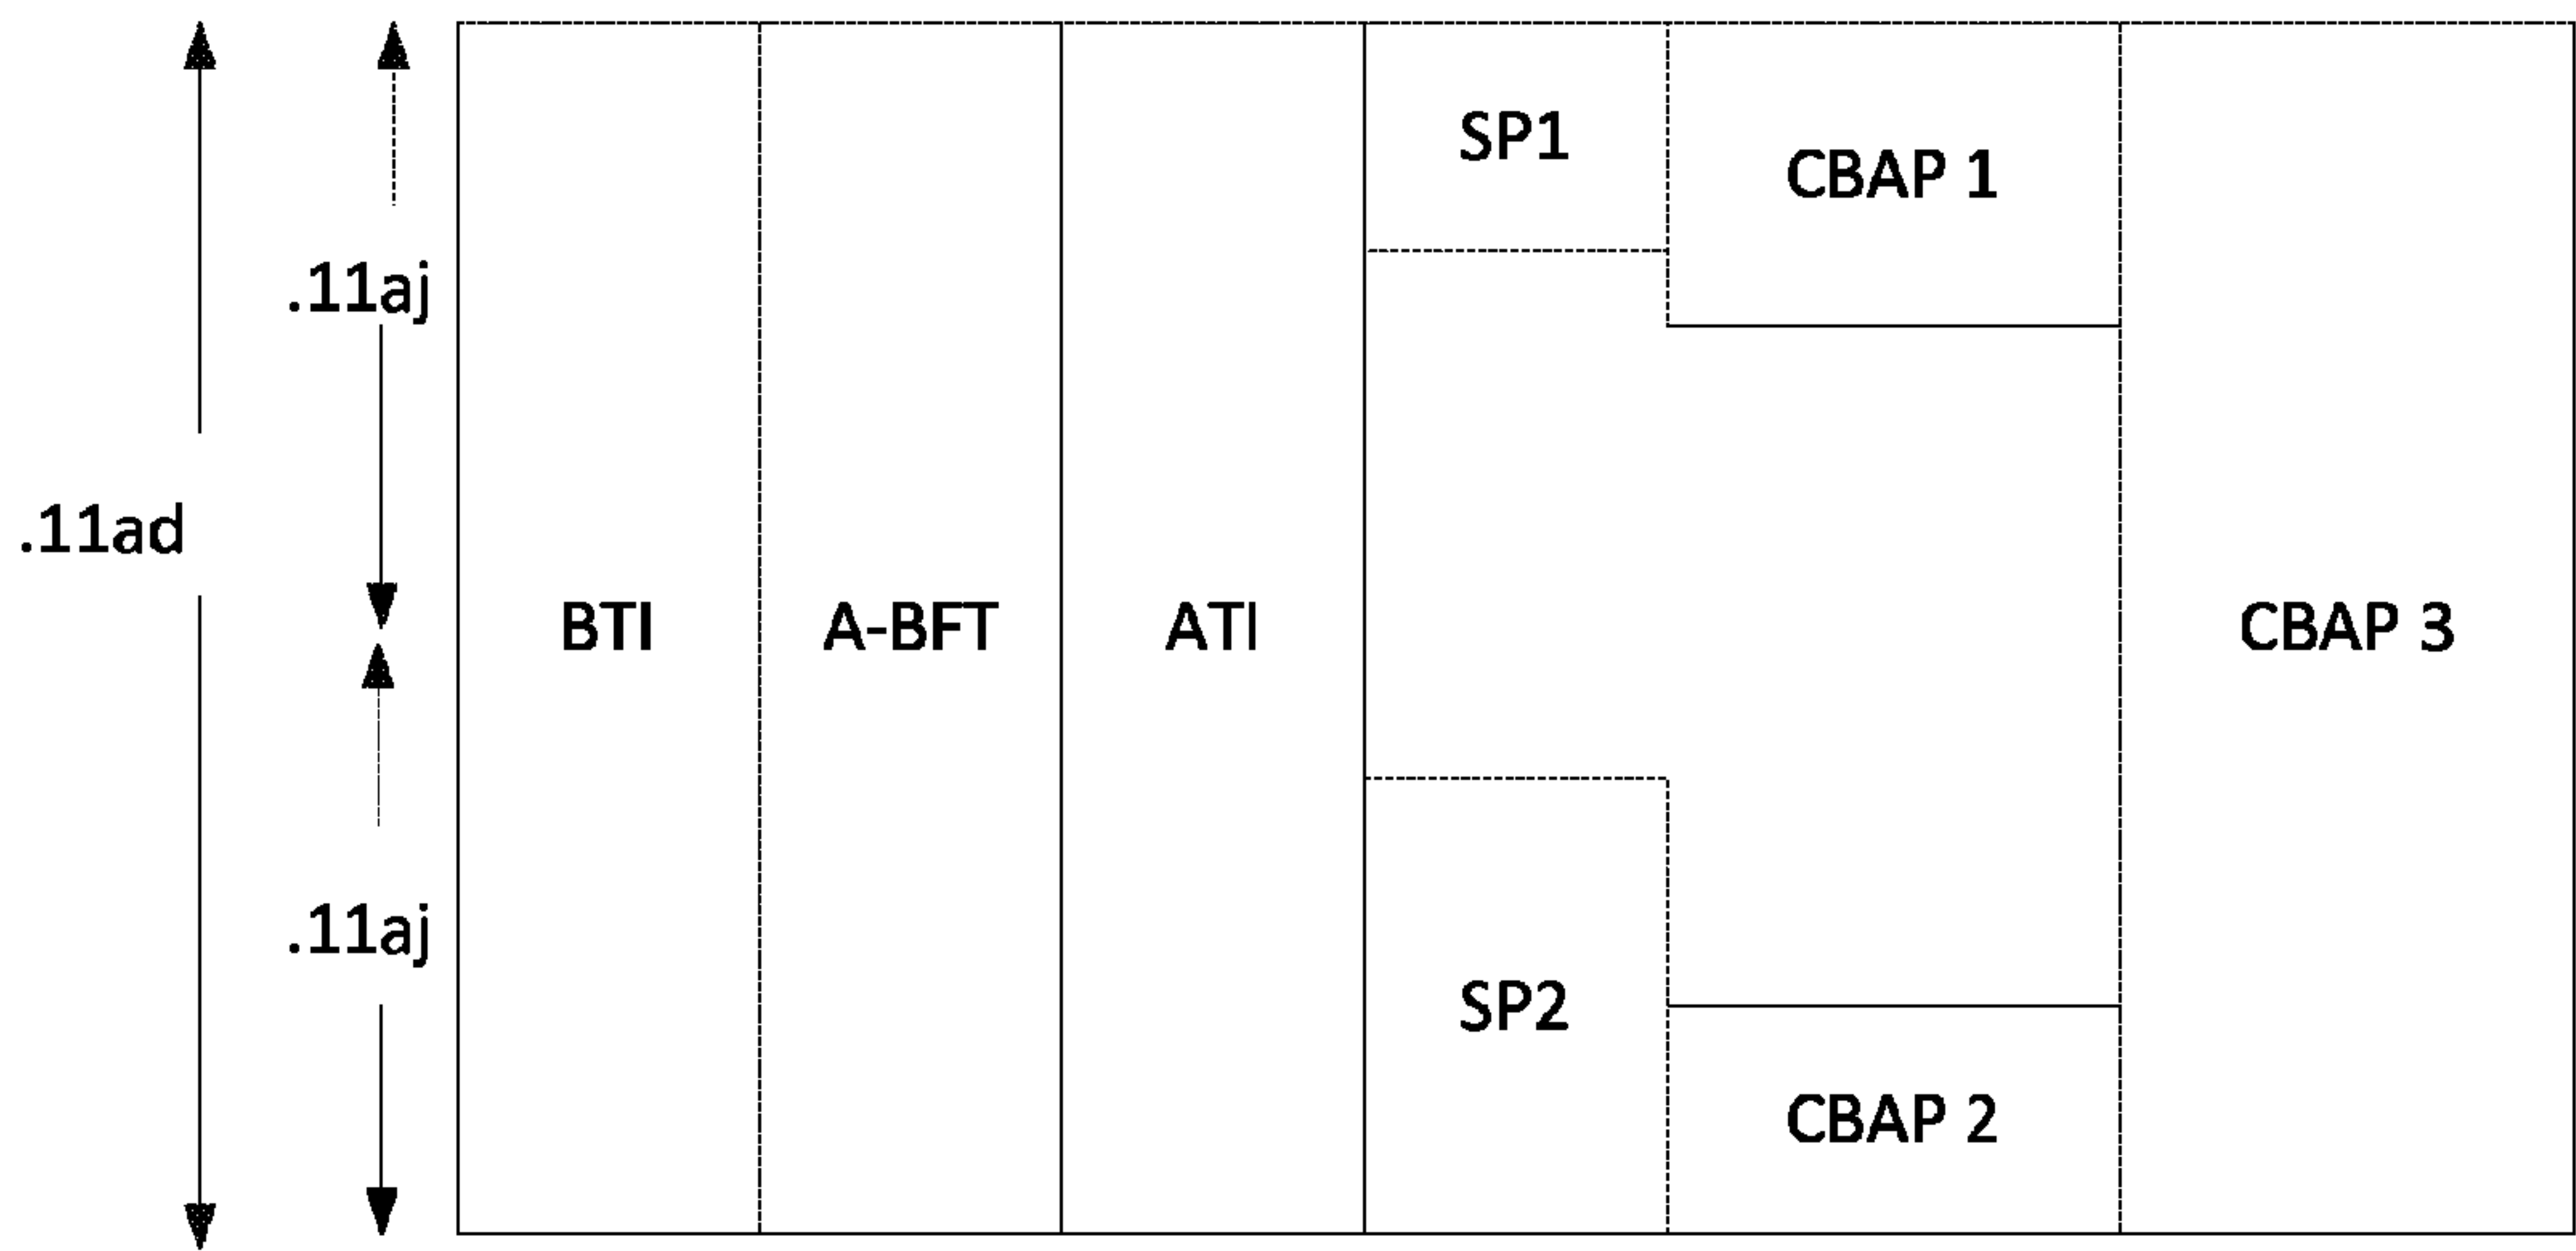 SP1
CBAP 1
.11aj
.11ad
BTI
A-BFT
ATI
CBAP 3
.11aj
SP2
CBAP 2